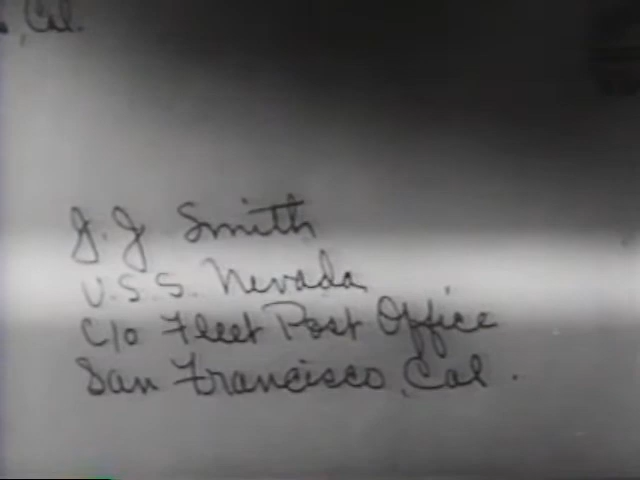 , Cal.
J. J Smith
U.S.S. Nevada
C/o Fleet Post Office
San Francisco, Cal.